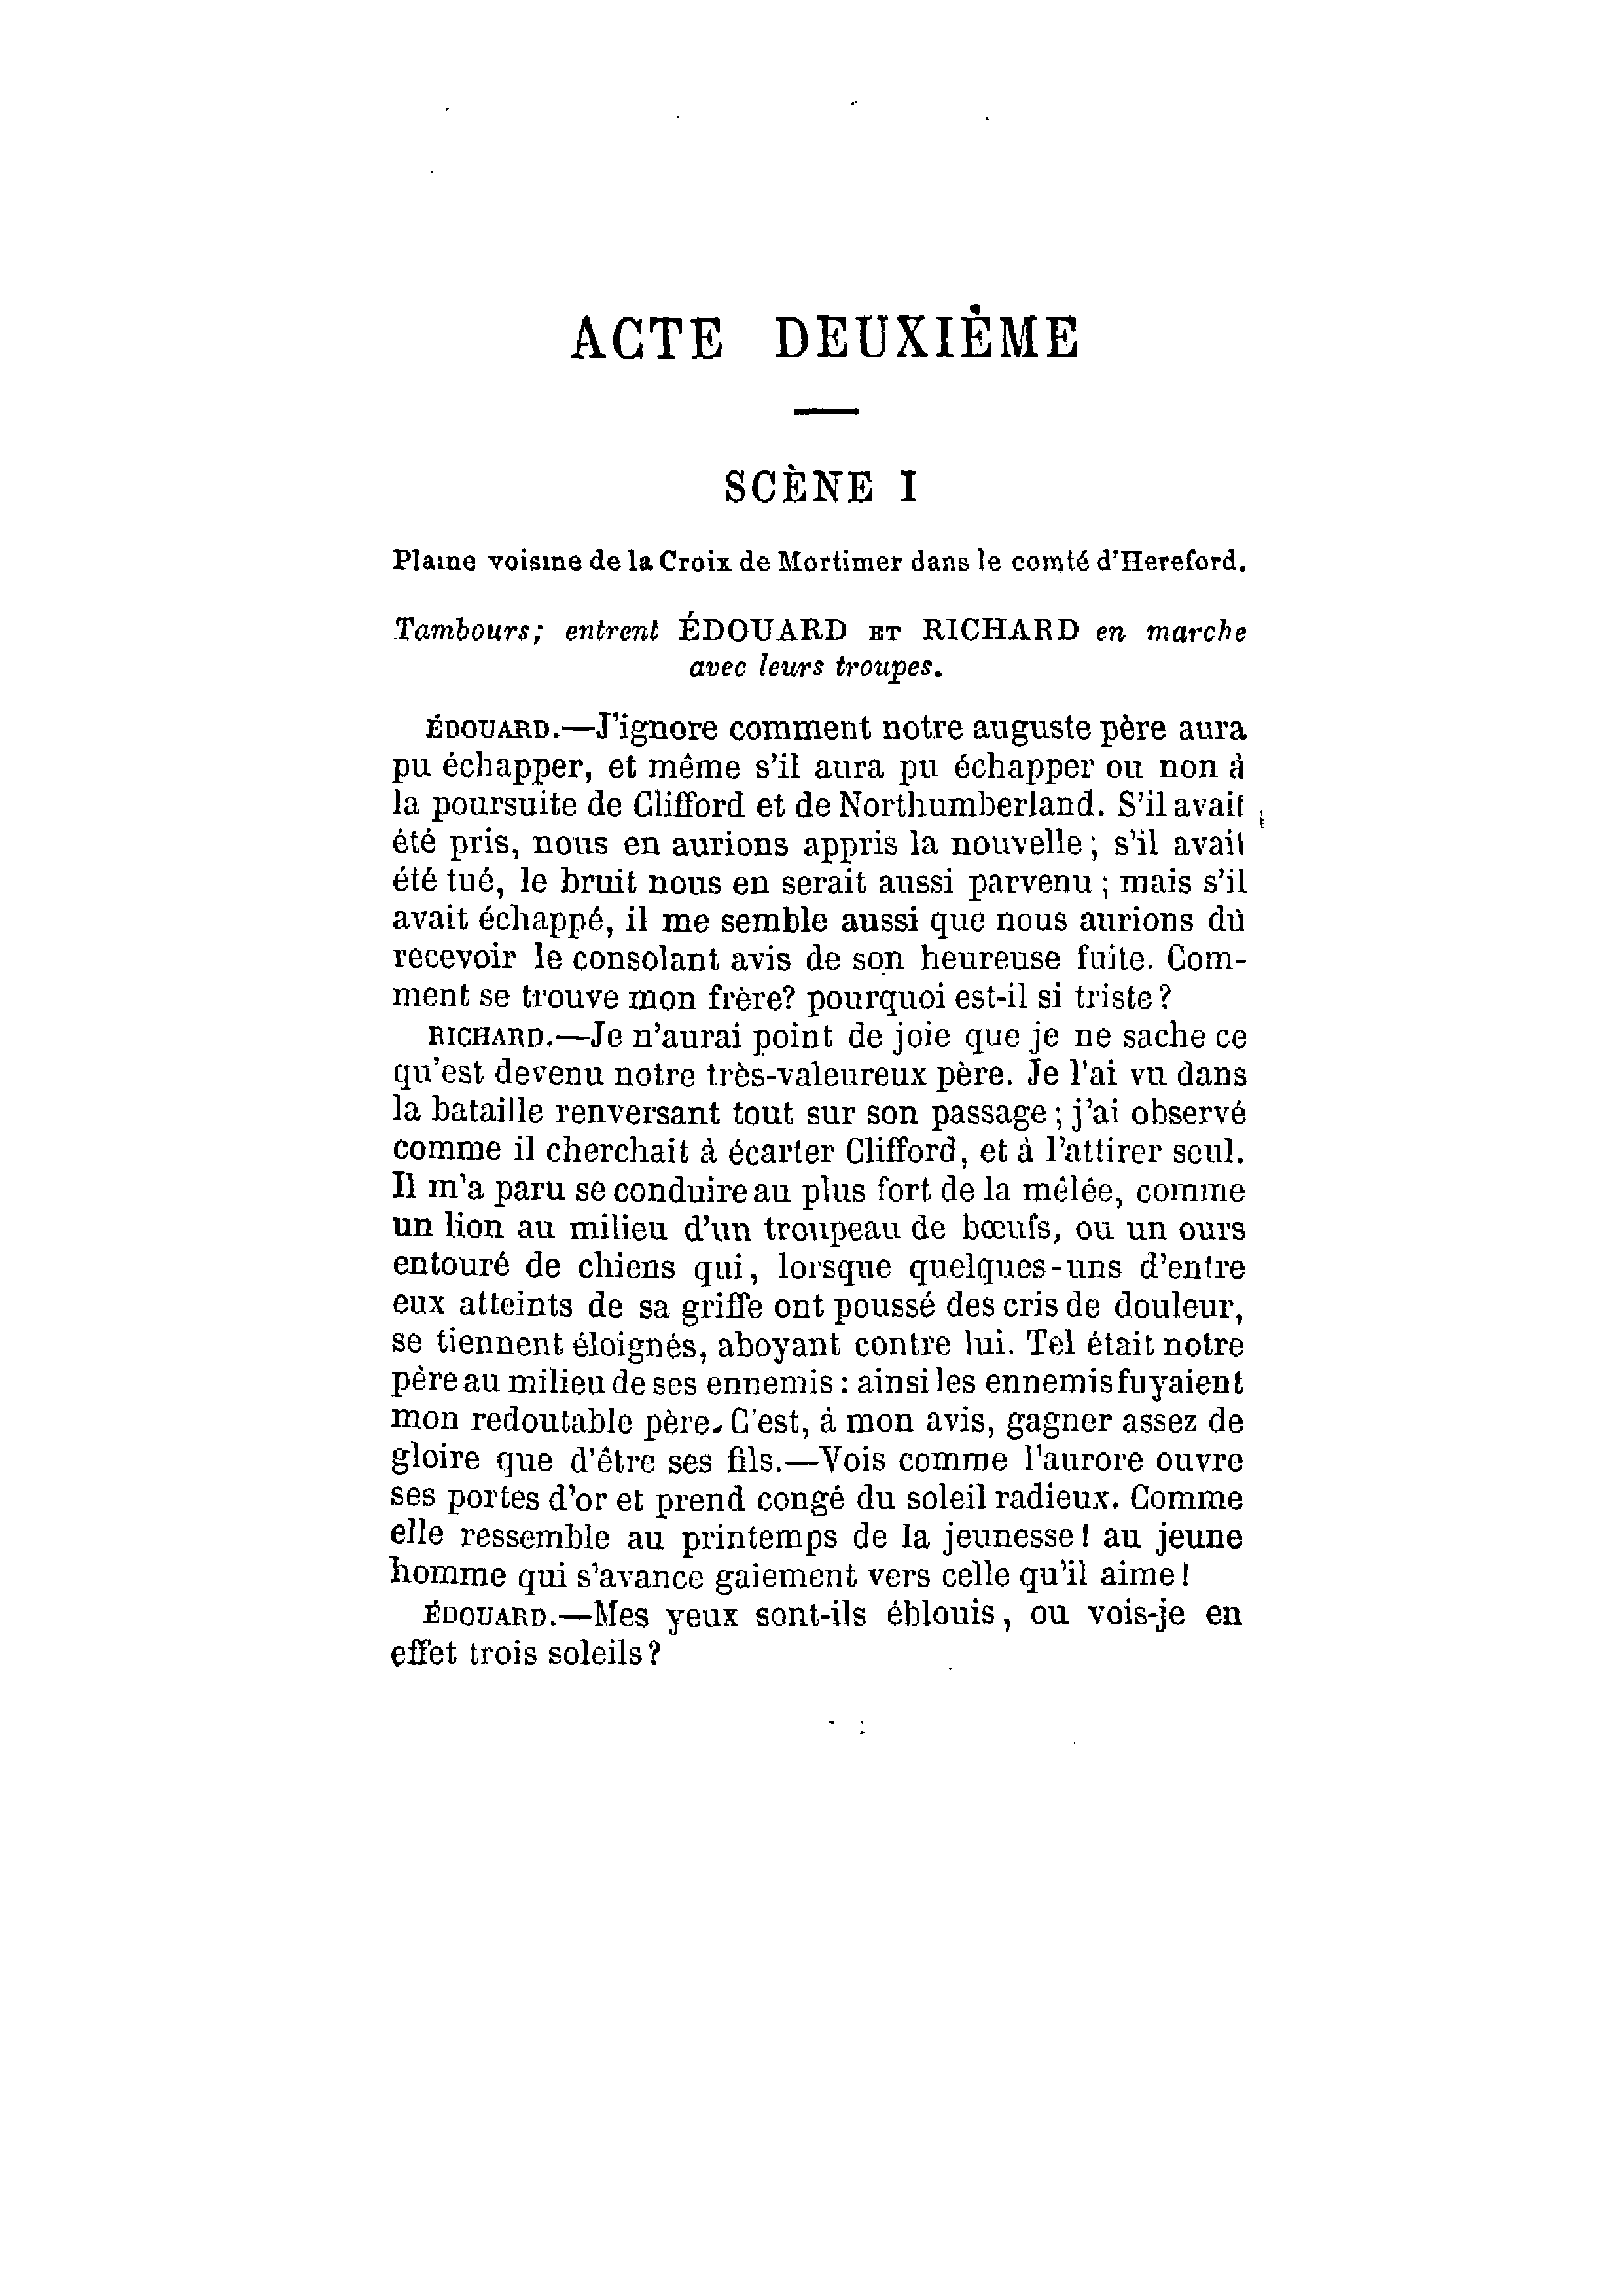 ACTE DEUXIÈME
SCÈNE I
Plaine voisine de la Croix de Mortimer dans le comté d'Hereford.
Tambours; entrent ÉDOUARD ET RICHARD en marche
avec leurs troupes.
ÉDOUARD.—J'ignore comment notre auguste père aura
pu échapper, et même s'il aura pu échapper ou non à
la poursuite de Clifford et de Northumberland. S'il avait
été pris, nous en aurions appris la nouvelle; s'il avait
été tué, le bruit nous en serait aussi parvenu; mais s'il
avait échappé, il me semble aussi que nous aurions dû
recevoir le consolant avis de son heureuse fuite. Com-
ment se trouve mon frère? pourquoi est-il si triste?
RICHARD.—Je n'aurai point de joie que je ne sache ce
qu'est devenu notre très-valeureux père. Je l'ai vu dans
la bataille renversant tout sur son passage; j'ai observé
comme il cherchait à écarter Clifford, et à l'attirer seul.
Il m'a paru se conduire au plus fort de la mêlée, comme
un lion au milieu d'un troupeau de bœufs, ou un ours
entouré de chiens qui, lorsque quelques-uns d'entre
eux atteints de sa griffe ont poussé des cris de douleur,
se tiennent éloignés, aboyant contre lui. Tel était notre
père au milieu de ses ennemis: ainsi les ennemis fuyaient
mon redoutable père. C'est, à mon avis, gagner assez de
gloire que d'être ses fils.—Vois comme l'aurore ouvre
ses portes d'or et prend congé du soleil radieux. Comme
elle ressemble au printemps de la jeunesse! au jeune
homme qui s'avance gaiement vers celle qu'il aime!
ÉDOUARD.—Mes yeux sont-ils éblouis, ou vois-je en
effet trois soleils?